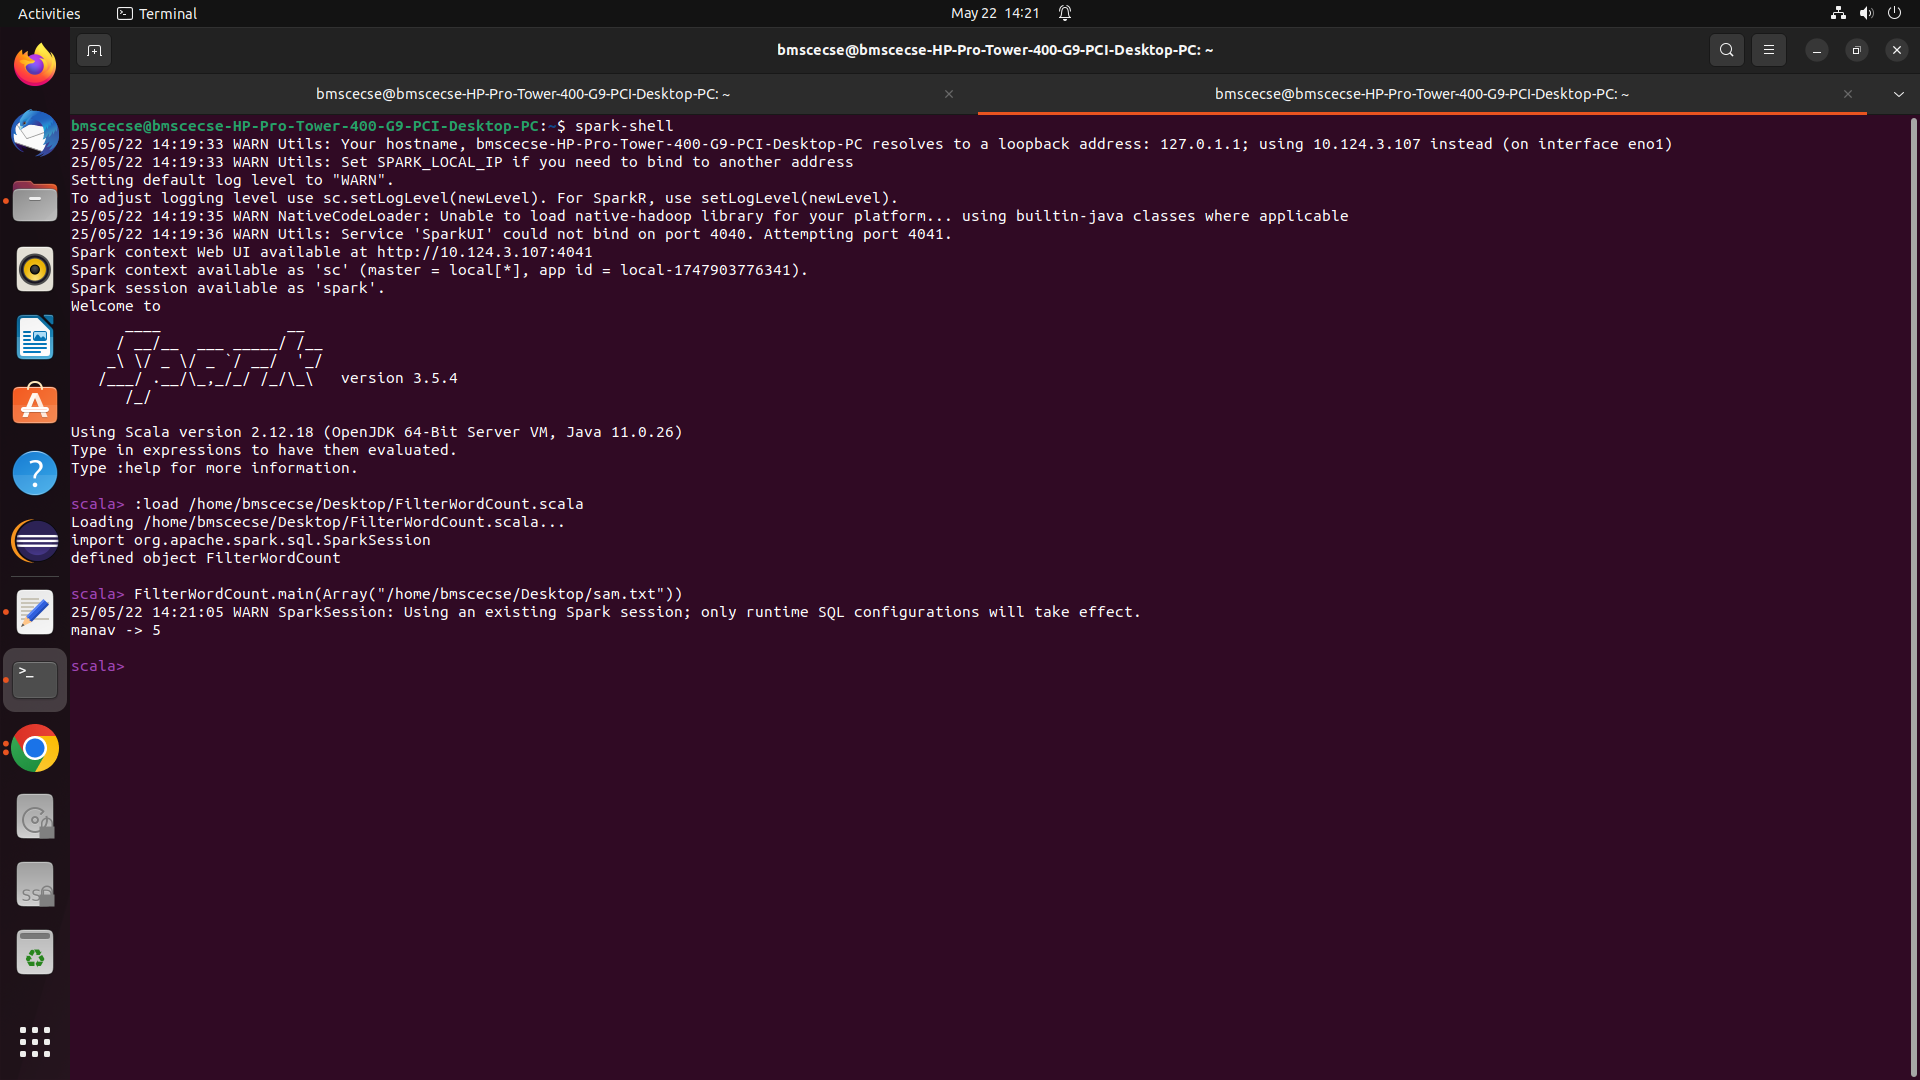 Activities
Terminal
May 22 14:21
bmscecse@bmscecse-HP-Pro-Tower-400-G9-PCI-Desktop-PC: ~
bmscecse@bmscecse-HP-Pro-Tower-400-G9-PCI-Desktop-PC: ~
bmscecse@bmscecse-HP-Pro-Tower-400-G9-PCI-Desktop-PC: ~
bmscecse@bmscecse-HP-Pro-Tower-400-G9-PCI-Desktop-PC:~$ spark-shell
25/05/22 14:19:33 WARN Utils: Your hostname, bmscecse-HP-Pro-Tower-400-G9-PCI-Desktop-PC resolves to a loopback address: 127.0.1.1; using 10.124.3.107 instead (on interface eno1)
25/05/22 14:19:33 WARN Utils: Set SPARK_LOCAL_IP if you need to bind to another address
Setting default log level to "WARN".
To adjust logging level use sc.setLogLevel(newLevel). For SparkR, use setLogLevel(newLevel).
25/05/22 14:19:35 WARN NativeCodeLoader: Unable to load native-hadoop library for your platform... using builtin-java classes where applicable
25/05/22 14:19:36 WARN Utils: Service 'SparkUI' could not bind on port 4040. Attempting port 4041.
Spark context Web UI available at http://10.124.3.107:4041
Spark context available as 'sc' (master = local[*], app id = local-1747903776341).
Spark session available as 'spark'.
Welcome to
      ____              __
     / __/__  ___ _____/ /__
    _\ \/ _ \/ _ `/ __/  '_/
   /___/ .__/\_,_/_/ /_/\_\   version 3.5.4
      /_/
Using Scala version 2.12.18 (OpenJDK 64-Bit Server VM, Java 11.0.26)
Type in expressions to have them evaluated.
Type :help for more information.
scala> :load /home/bmscecse/Desktop/FilterWordCount.scala
Loading /home/bmscecse/Desktop/FilterWordCount.scala...
import org.apache.spark.sql.SparkSession
defined object FilterWordCount
scala> FilterWordCount.main(Array("/home/bmscecse/Desktop/sam.txt"))
25/05/22 14:21:05 WARN SparkSession: Using an existing Spark session; only runtime SQL configurations will take effect.
manav -> 5
scala>